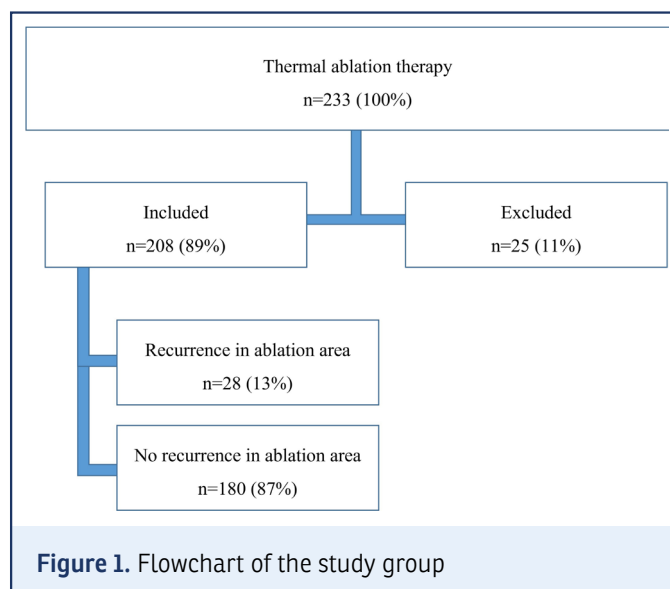 Thermal ablation therapy
n=233 (100%)
Included
n=208 (89%)
Excluded
n=25 (11%)
Recurrence in ablation area
n=28 (13%)
No recurrence in ablation area
n=180 (87%)
Figure 1. Flowchart of the study group